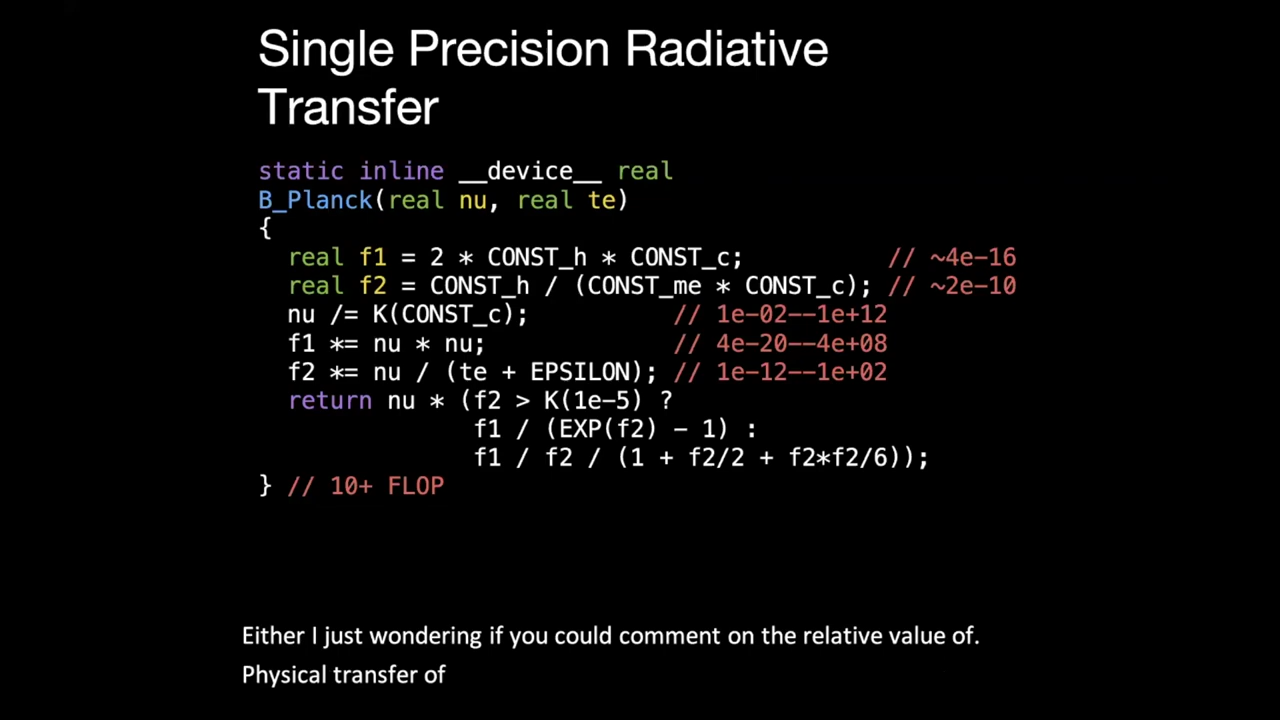 Single Precision Radiative
Transfer
static inline __device__ real
B_Planck(real nu, real te)
{
  real f1 = 2 * CONST_h * CONST_c;          // ~4e-16
  real f2 = CONST_h / (CONST_me * CONST_c); // ~2e-10
  nu /= K(CONST_c);          // 1e-02--1e+12
  f1 *= nu * nu;             // 4e-20--4e+08
  f2 *= nu / (te + EPSILON); // 1e-12--1e+02
  return nu * (f2 > K(1e-5) ?
               f1 / (EXP(f2) - 1) :
               f1 / f2 / (1 + f2/2 + f2*f2/6));
} // 10+ FLOP
Either I just wondering if you could comment on the relative value of.
Physical transfer of